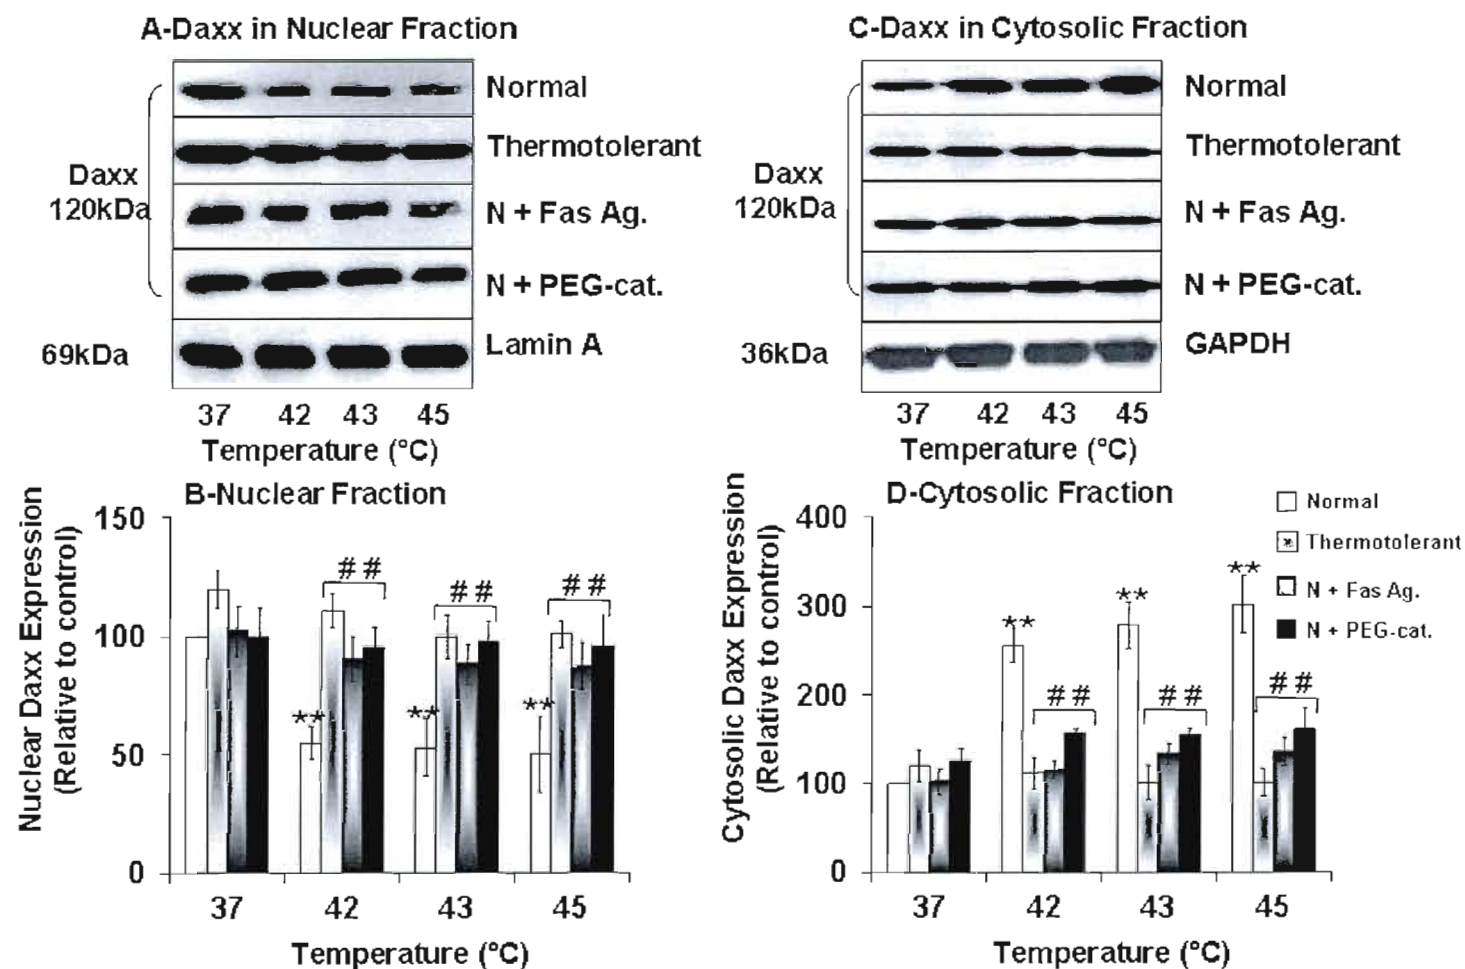 A-Daxx in Nuclear Fraction
Normal
Thermotolerant
Daxx
120kDa
N + Fas Ag.
N + PEG-cat.
69kDa
Lamin A
37 42 43 45
Temperature (°C)
C-Daxx in Cytosolic Fraction
Normal
Thermotolerant
Daxx
120kDa
N + Fas Ag.
N + PEG-cat.
36kDa
GAPDH
37 42 43 45
Temperature (°C)
B-Nuclear Fraction
Nuclear Daxx Expression
(Relative to control)
150
100
50
0
##
##
##
**
**
**
37 42 43 45
Temperature (°C)
D-Cytosolic Fraction
Cytosolic Daxx Expression
(Relative to control)
400
300
200
100
0
**
**
**
##
##
##
37 42 43 45
Temperature (°C)
Normal
Thermotolerant
N + Fas Ag.
N + PEG-cat.